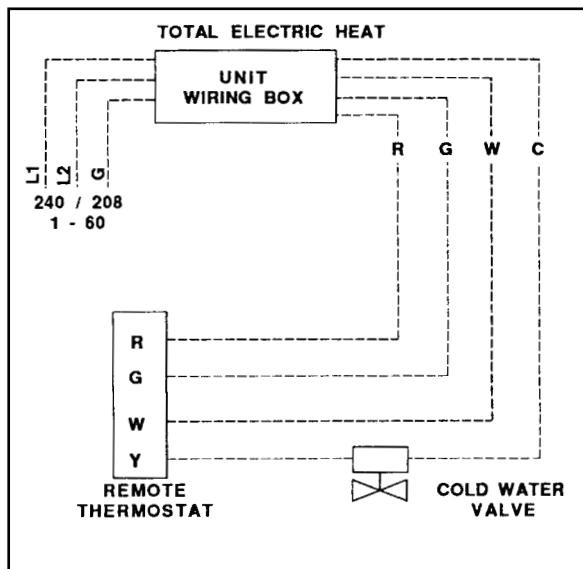 TOTAL ELECTRIC HEAT
UNIT
WIRING BOX
R G W C
L1 L2 G
240 / 208
1 - 60
R
G
W
Y
REMOTE
THERMOSTAT
COLD WATER
VALVE